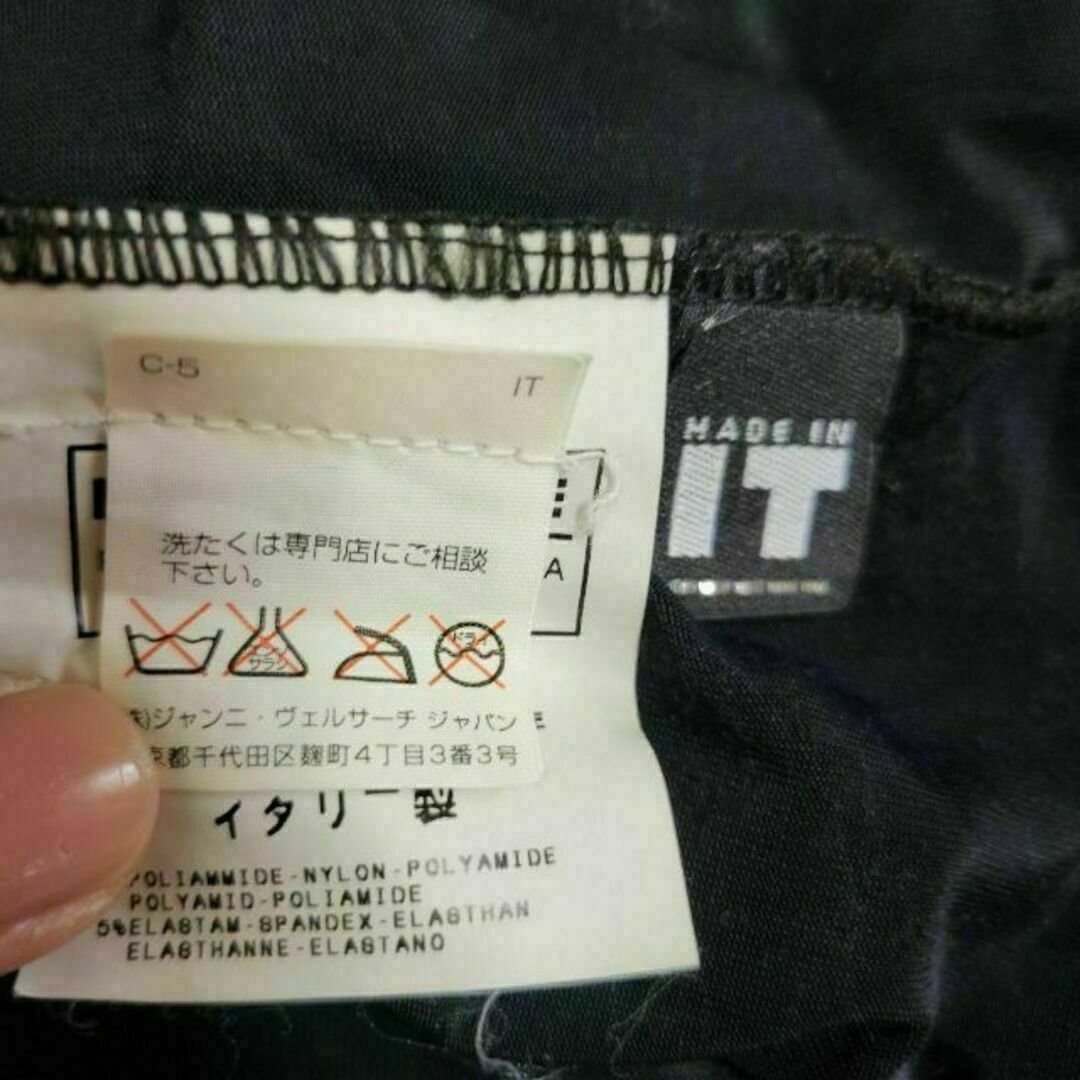 C-5
IT
MADE IN
IT
洗たくは専門店にご相談
下さい。
ジャンニ・ヴェルサーチ ジャパン
京都千代田区麹町4丁目3番3号
イタリー製
POLIAMMIDE-NYLON-POLYAMIDE
POLYAMID-POLIAMIDE
5%ELASTAM-SPANDEX-ELASTHAN
ELASTHANNE-ELASTANO